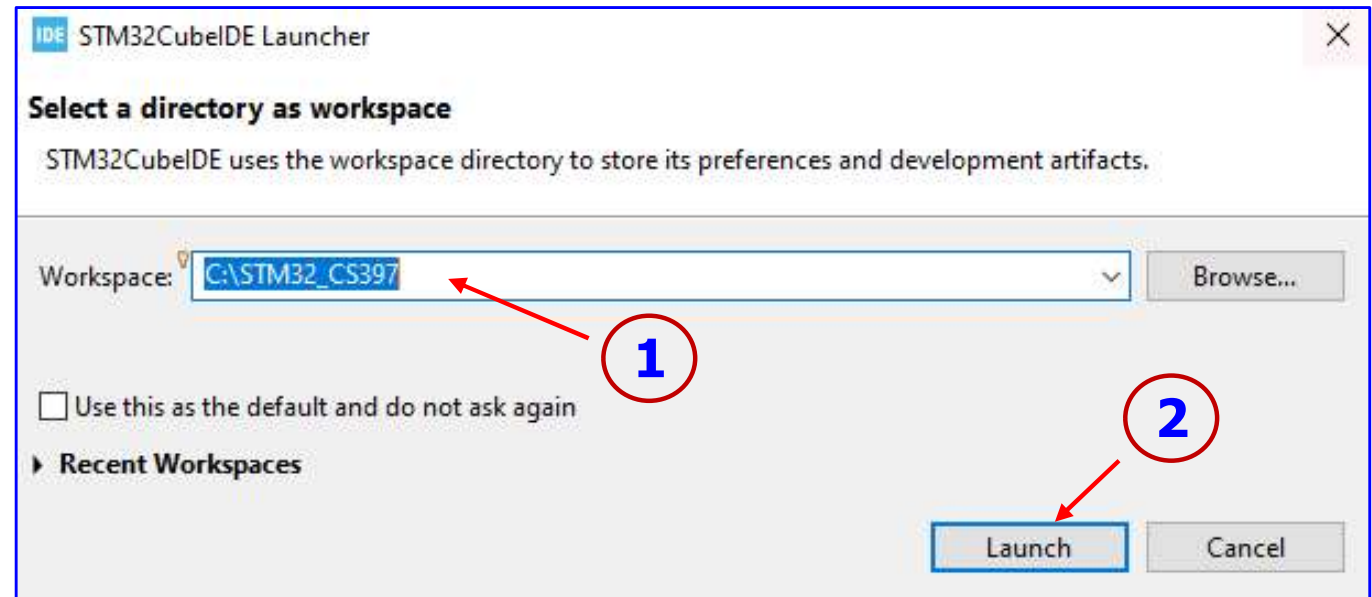 IDE STM32CubeIDE Launcher
Select a directory as workspace
STM32CubeIDE uses the workspace directory to store its preferences and development artifacts.
Workspace: C:\STM32_CS397 Browse...
1
Use this as the default and do not ask again
2
Recent Workspaces
Launch Cancel